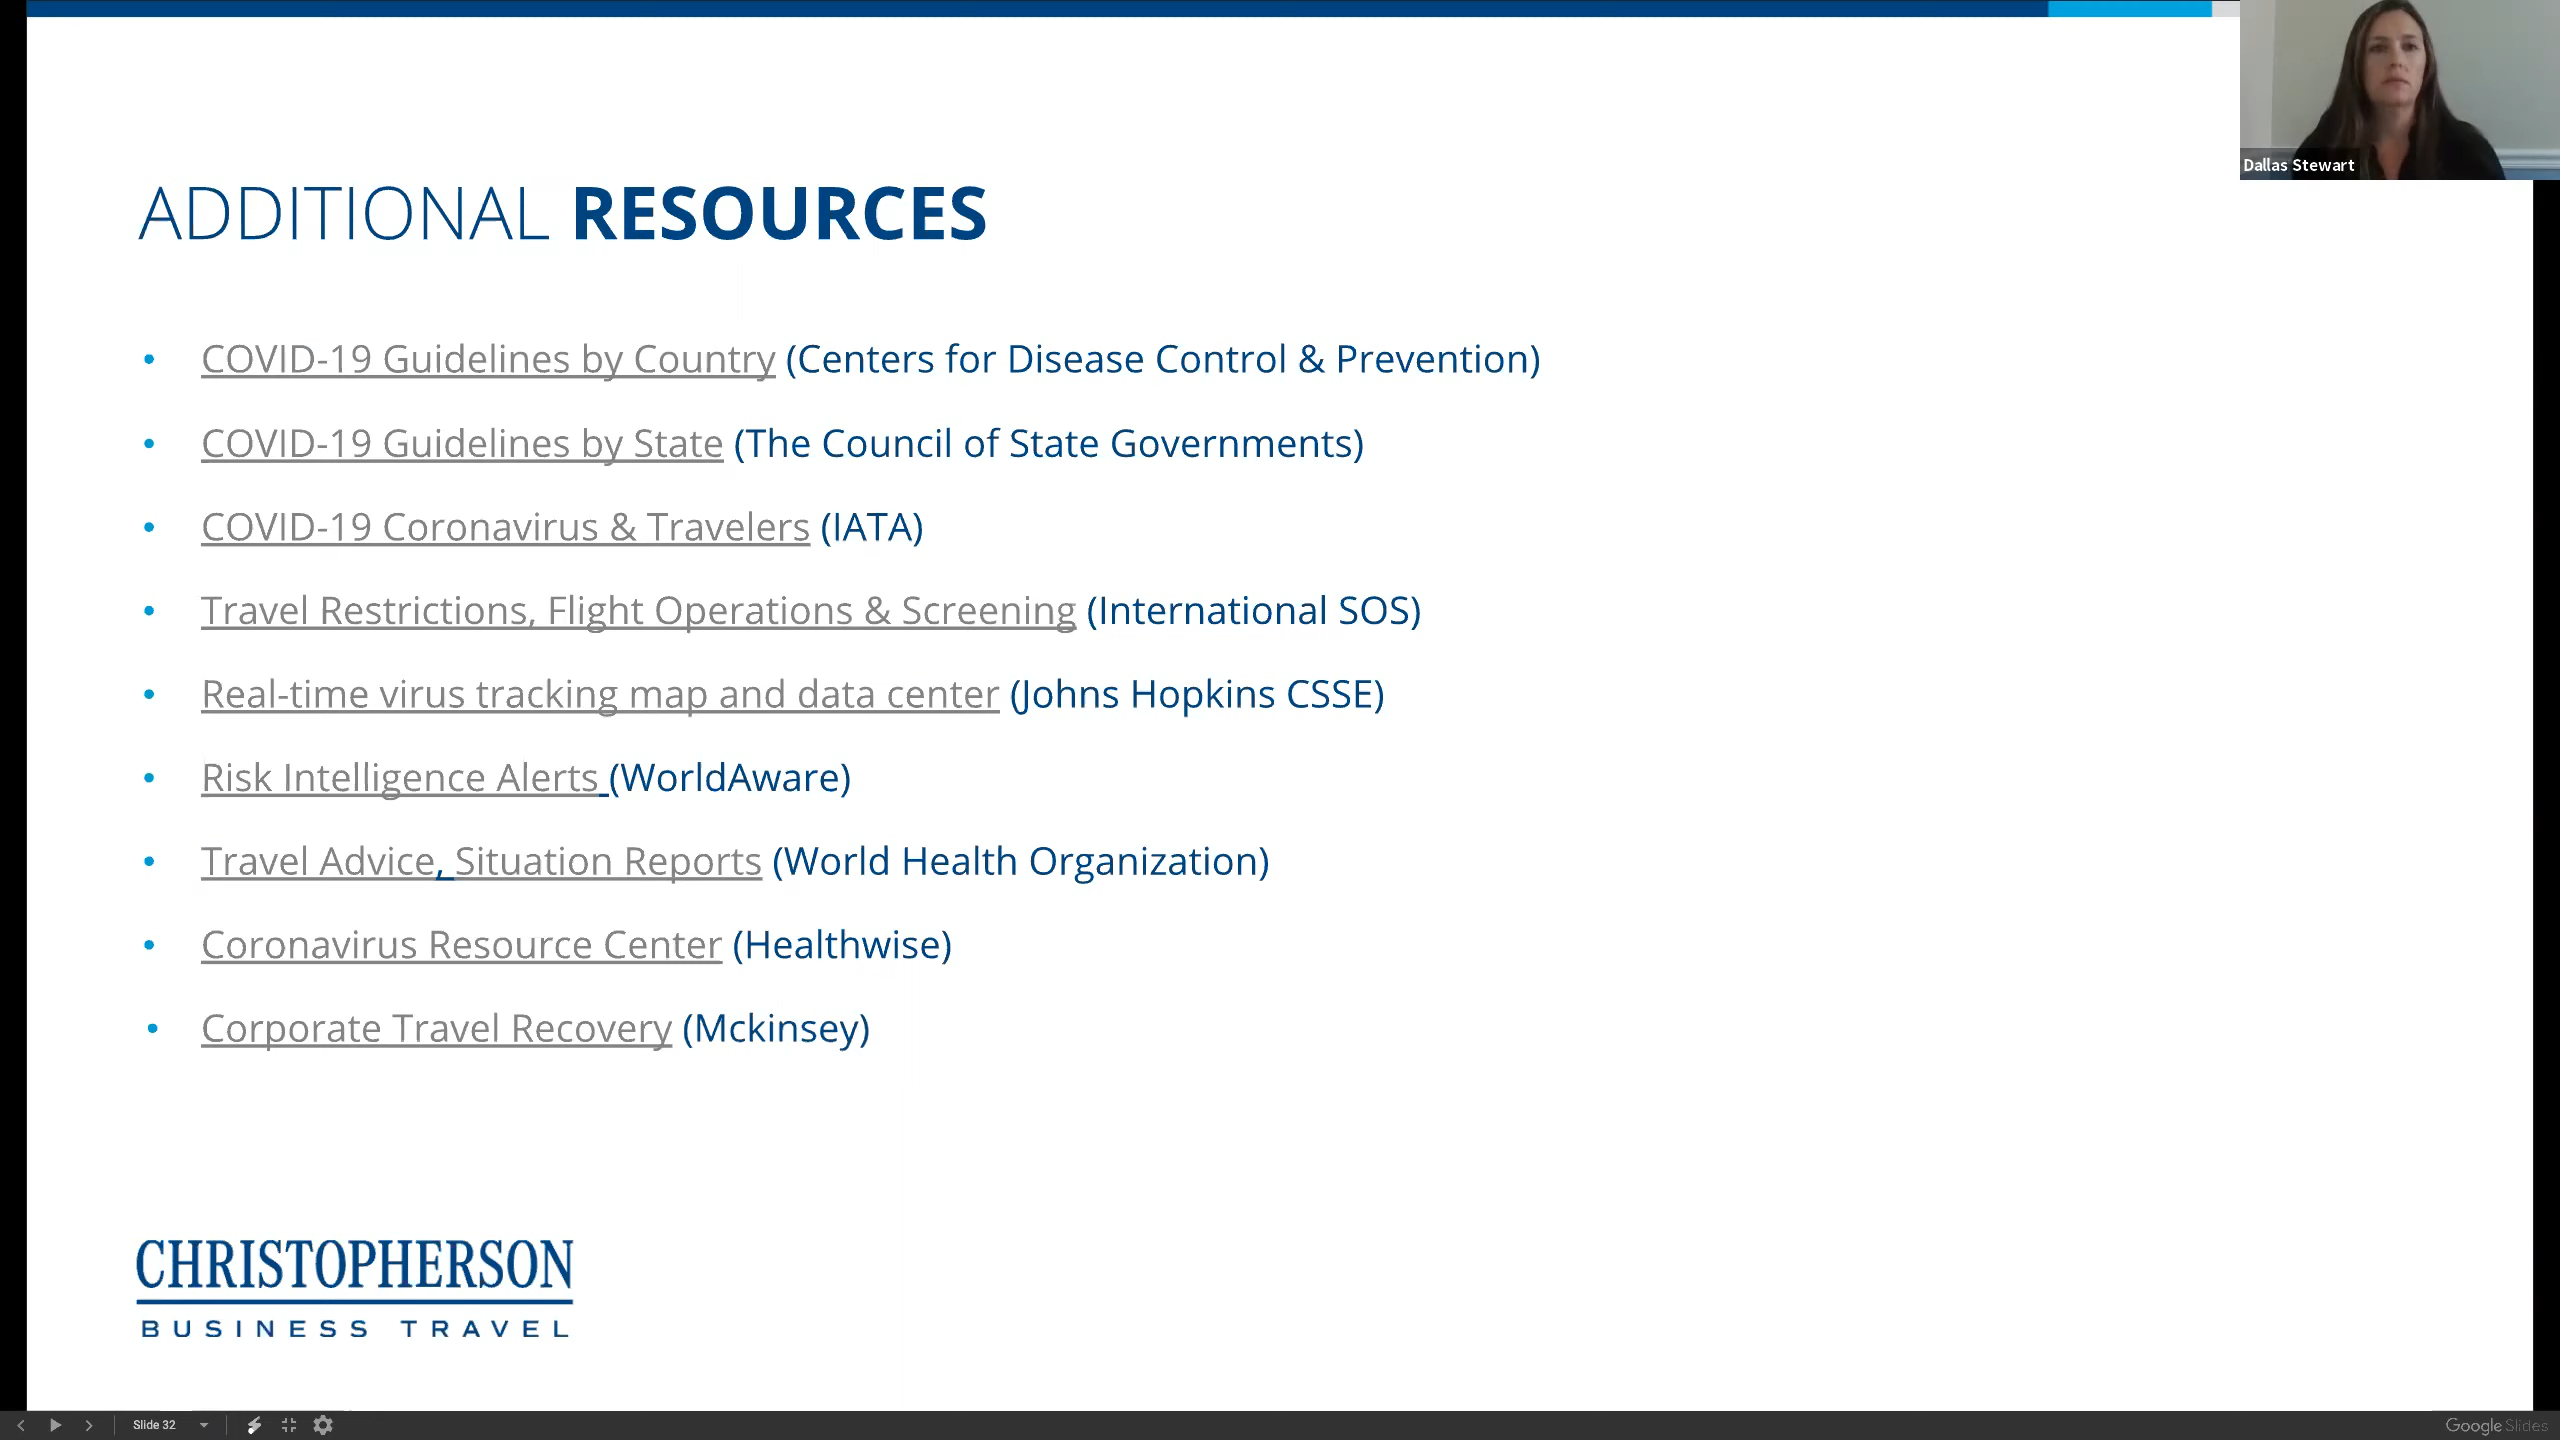 Dallas Stewart
ADDITIONAL RESOURCES
• COVID-19 Guidelines by Country (Centers for Disease Control & Prevention)
• COVID-19 Guidelines by State (The Council of State Governments)
• COVID-19 Coronavirus & Travelers (IATA)
• Travel Restrictions, Flight Operations & Screening (International SOS)
• Real-time virus tracking map and data center (Johns Hopkins CSSE)
• Risk Intelligence Alerts (WorldAware)
• Travel Advice, Situation Reports (World Health Organization)
• Coronavirus Resource Center (Healthwise)
• Corporate Travel Recovery (Mckinsey)
CHRISTOPHERSON
BUSINESS TRAVEL
Slide 32
Google Slides